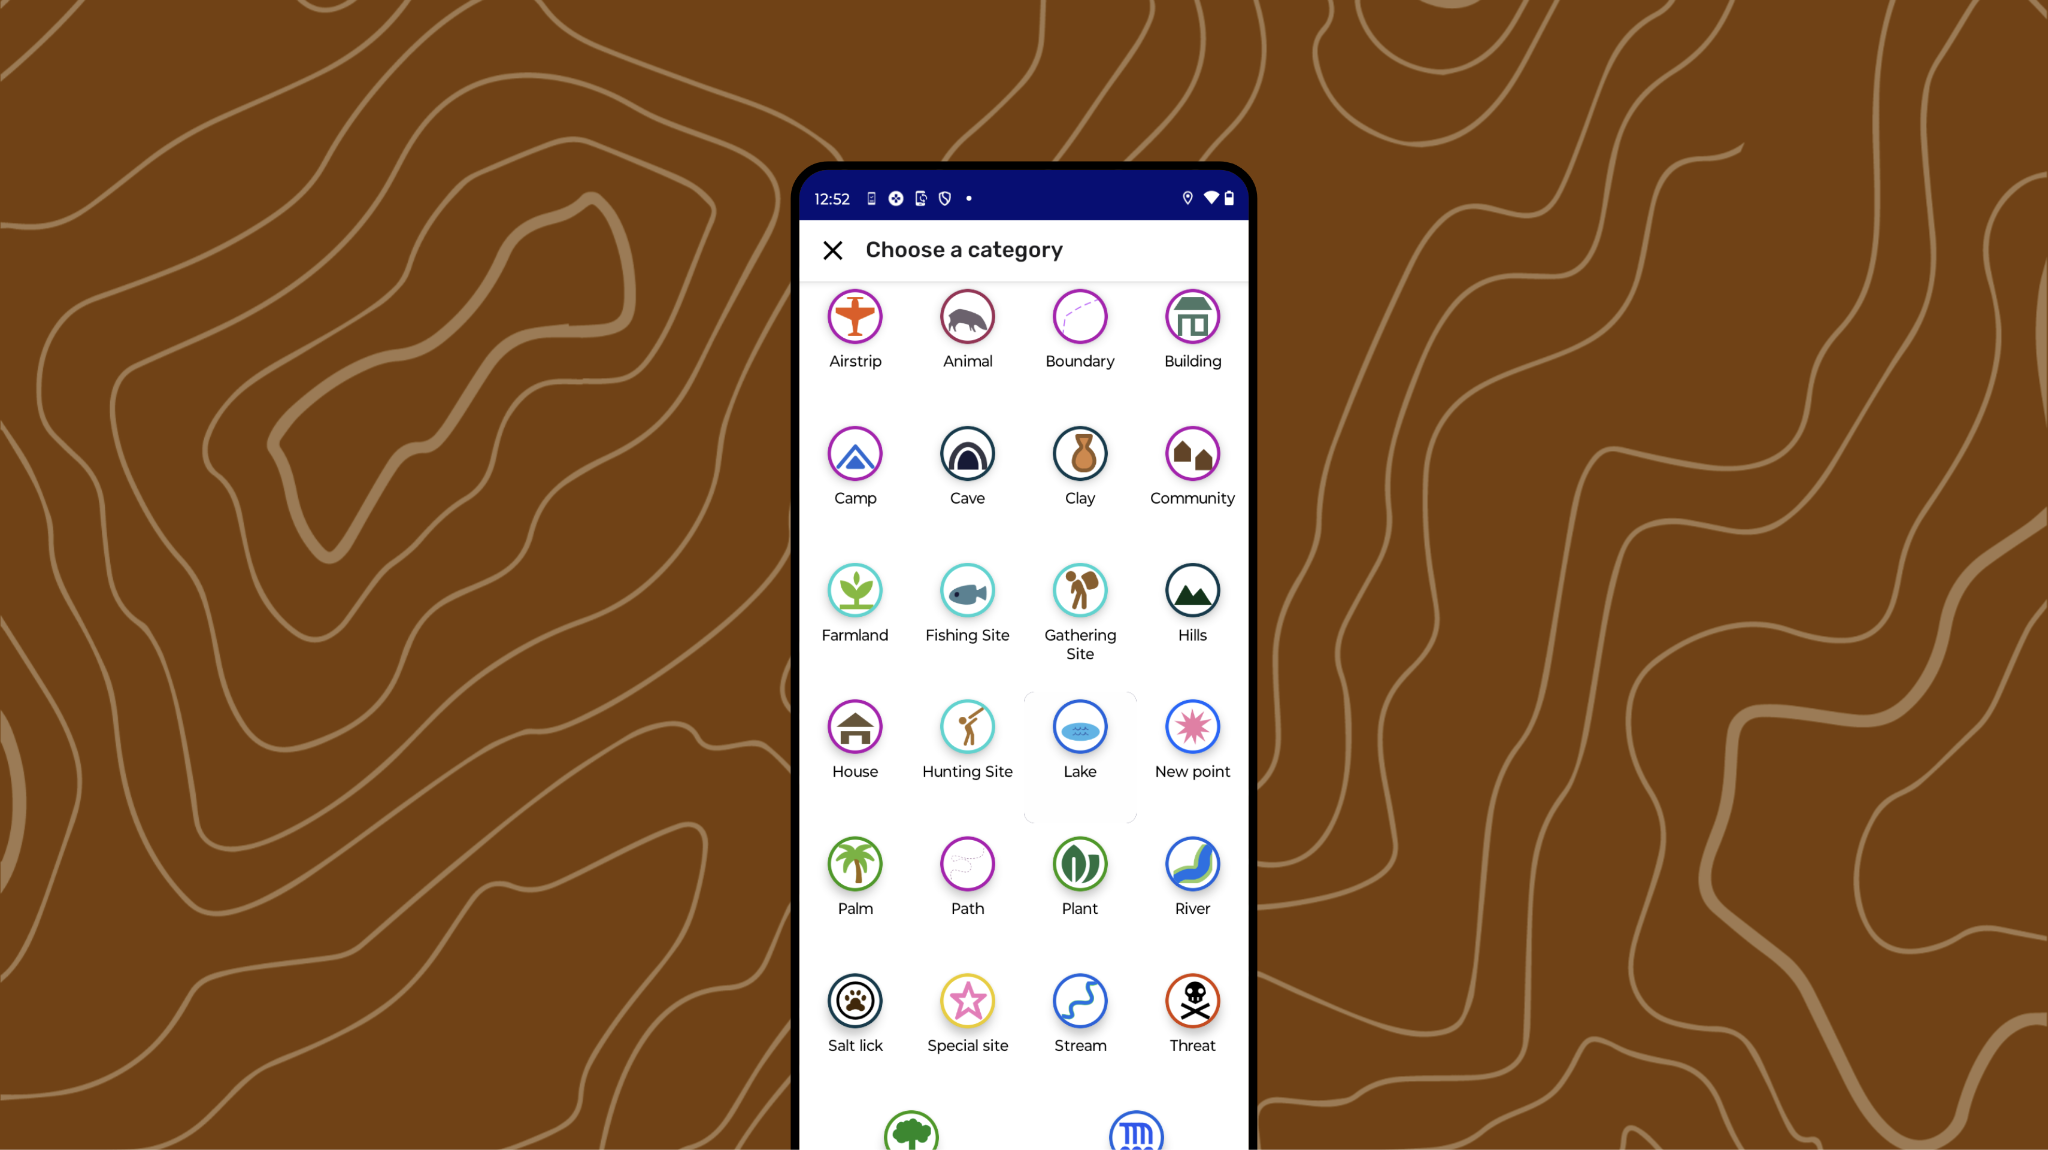 12:52
Choose a category
Airstrip
Animal
Boundary
Building
Camp
Cave
Clay
Community
Farmland
Fishing Site
Gathering
Site
Hills
House
Hunting Site
Lake
New point
Palm
Path
Plant
River
Salt lick
Special site
Stream
Threat